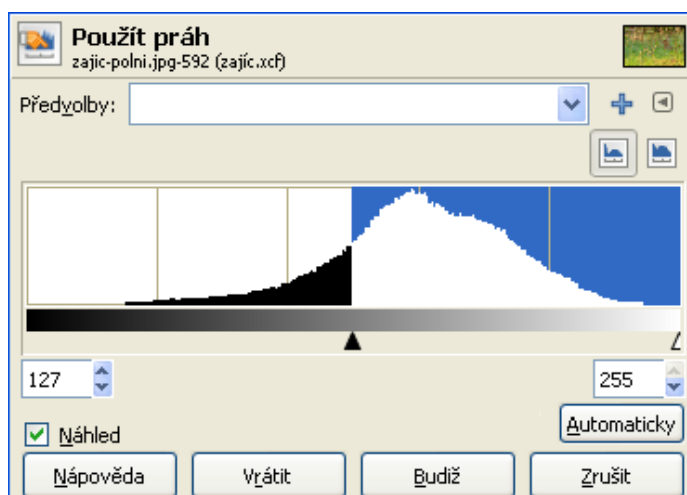 Použít práh
zajic-polni.jpg-592 (zajíc.xcf)
Předvolby:
127
255
Automaticky
Náhled
Nápověda
Vrátit
Budiž
Zrušit